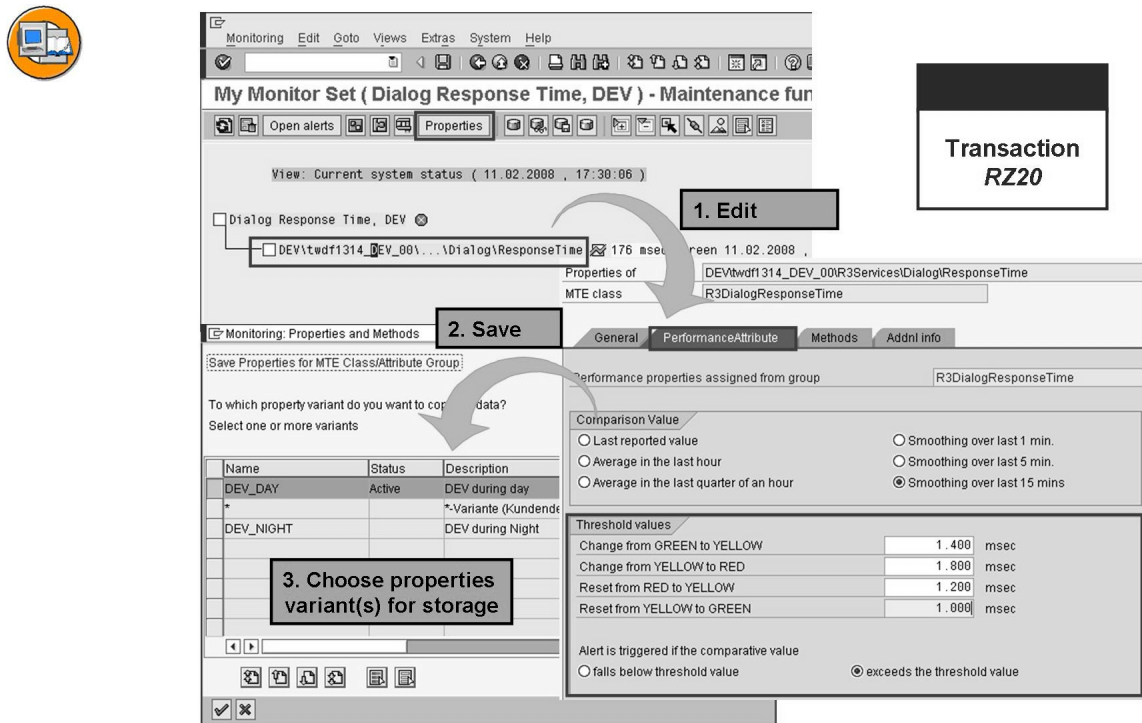 Monitoring Edit Goto Views Extras System Help
My Monitor Set ( Dialog Response Time, DEV ) - Maintenance fun
Open alerts Properties
View: Current system status ( 11.02.2008 , 17:30:06 )
Transaction
RZ20
1. Edit
Dialog Response Time, DEV
DEV\twdf1314_DEV_00\...\Dialog\ResponseTime 176 msec 11.02.2008 ,
Properties of DEV\twdf1314_DEV_00\R3Services\Dialog\ResponseTime
MTE class R3DialogResponseTime
2. Save
General PerformanceAttribute Methods Addnl info
Performance properties assigned from group R3DialogResponseTime
Comparison Value
Last reported value Smoothing over last 1 min.
Average in the last hour Smoothing over last 5 min.
Average in the last quarter of an hour Smoothing over last 15 mins
Threshold values
Change from GREEN to YELLOW 1.400 msec
Change from YELLOW to RED 1.800 msec
Reset from RED to YELLOW 1.200 msec
Reset from YELLOW to GREEN 1.000 msec
Alert is triggered if the comparative value
falls below threshold value exceeds the threshold value
Monitoring: Properties and Methods
Save Properties for MTE Class/Attribute Group
To which property variant do you want to data?
Select one or more variants
Name Status Description
DEV_DAY Active DEV during day
* *-Variante (Kundende
DEV_NIGHT DEV during Night
3. Choose properties
variant(s) for storage